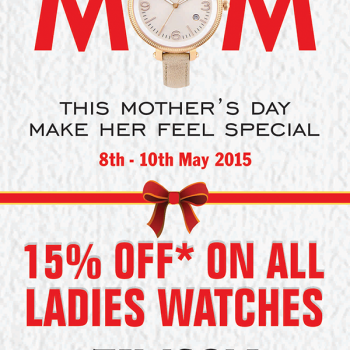 MOM
THIS MOTHER'S DAY
MAKE HER FEEL SPECIAL
8th - 10th May 2015
15% OFF* ON ALL
LADIES WATCHES